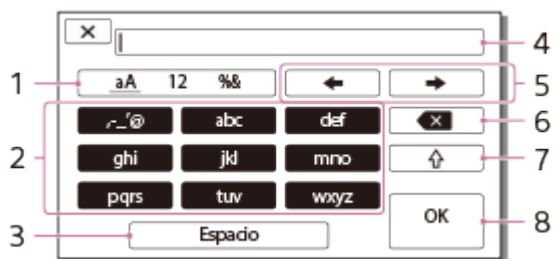 4
1 aA 12 %& 5
,-_'@ abc def 6
2 ghi jkl mno 7
pqrs tuv wxyz
OK 8
3 Espacio